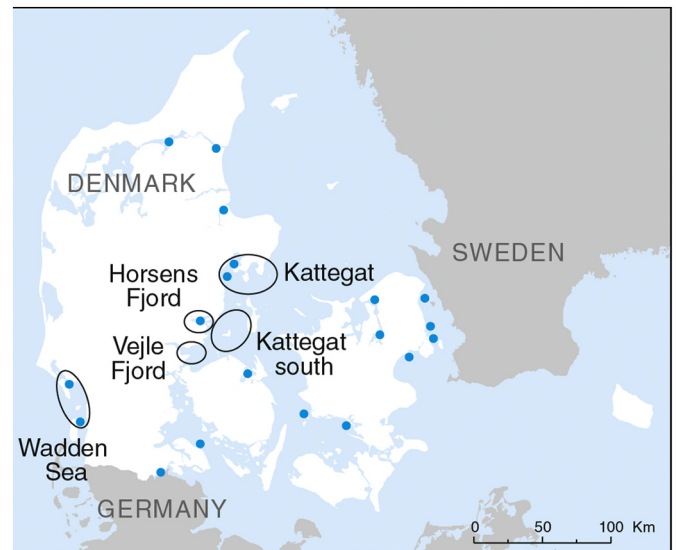 DENMARK
SWEDEN
Horsens
Fjord
Kattegat
Vejle
Fjord
Kattegat
south
Wadden
Sea
GERMANY
0 50 100 Km